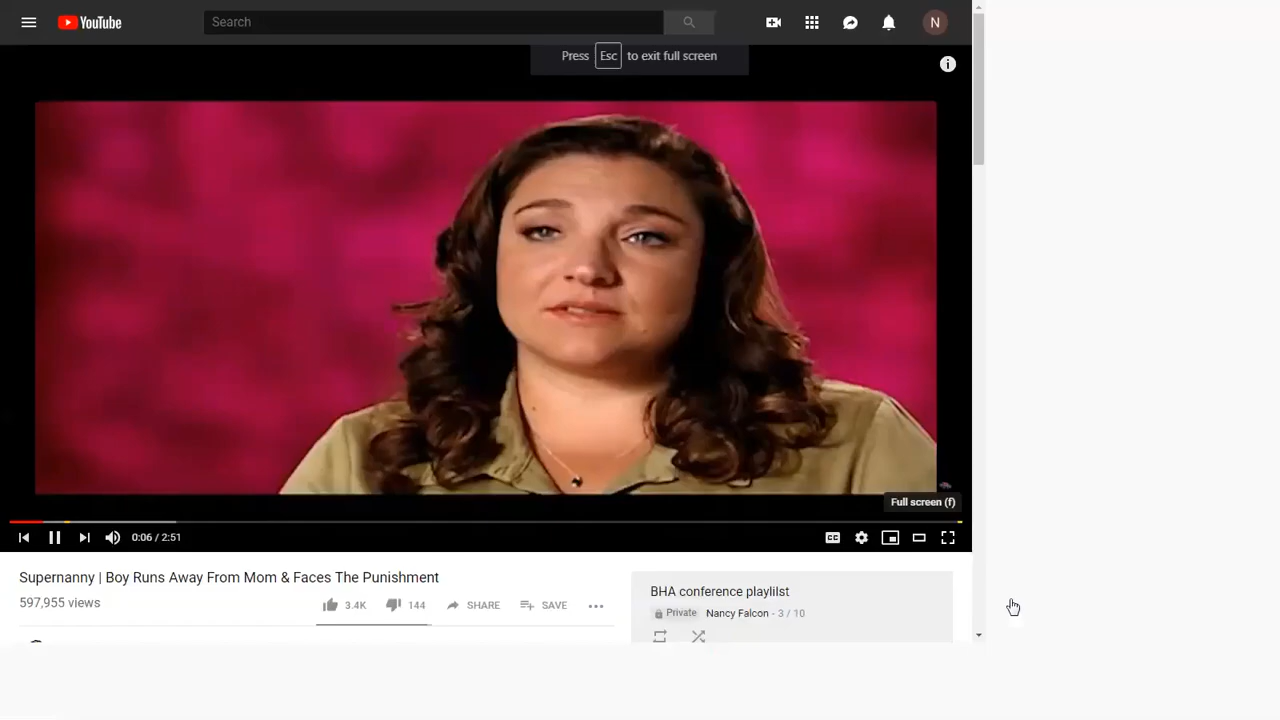 YouTube
Search
N
Press Esc to exit full screen
Full screen (f)
0:06 / 2:51
CC
Supernanny | Boy Runs Away From Mom & Faces The Punishment
597,955 views
3.4K
144
SHARE
SAVE
BHA conference playlilst
Private Nancy Falcon - 3 / 10